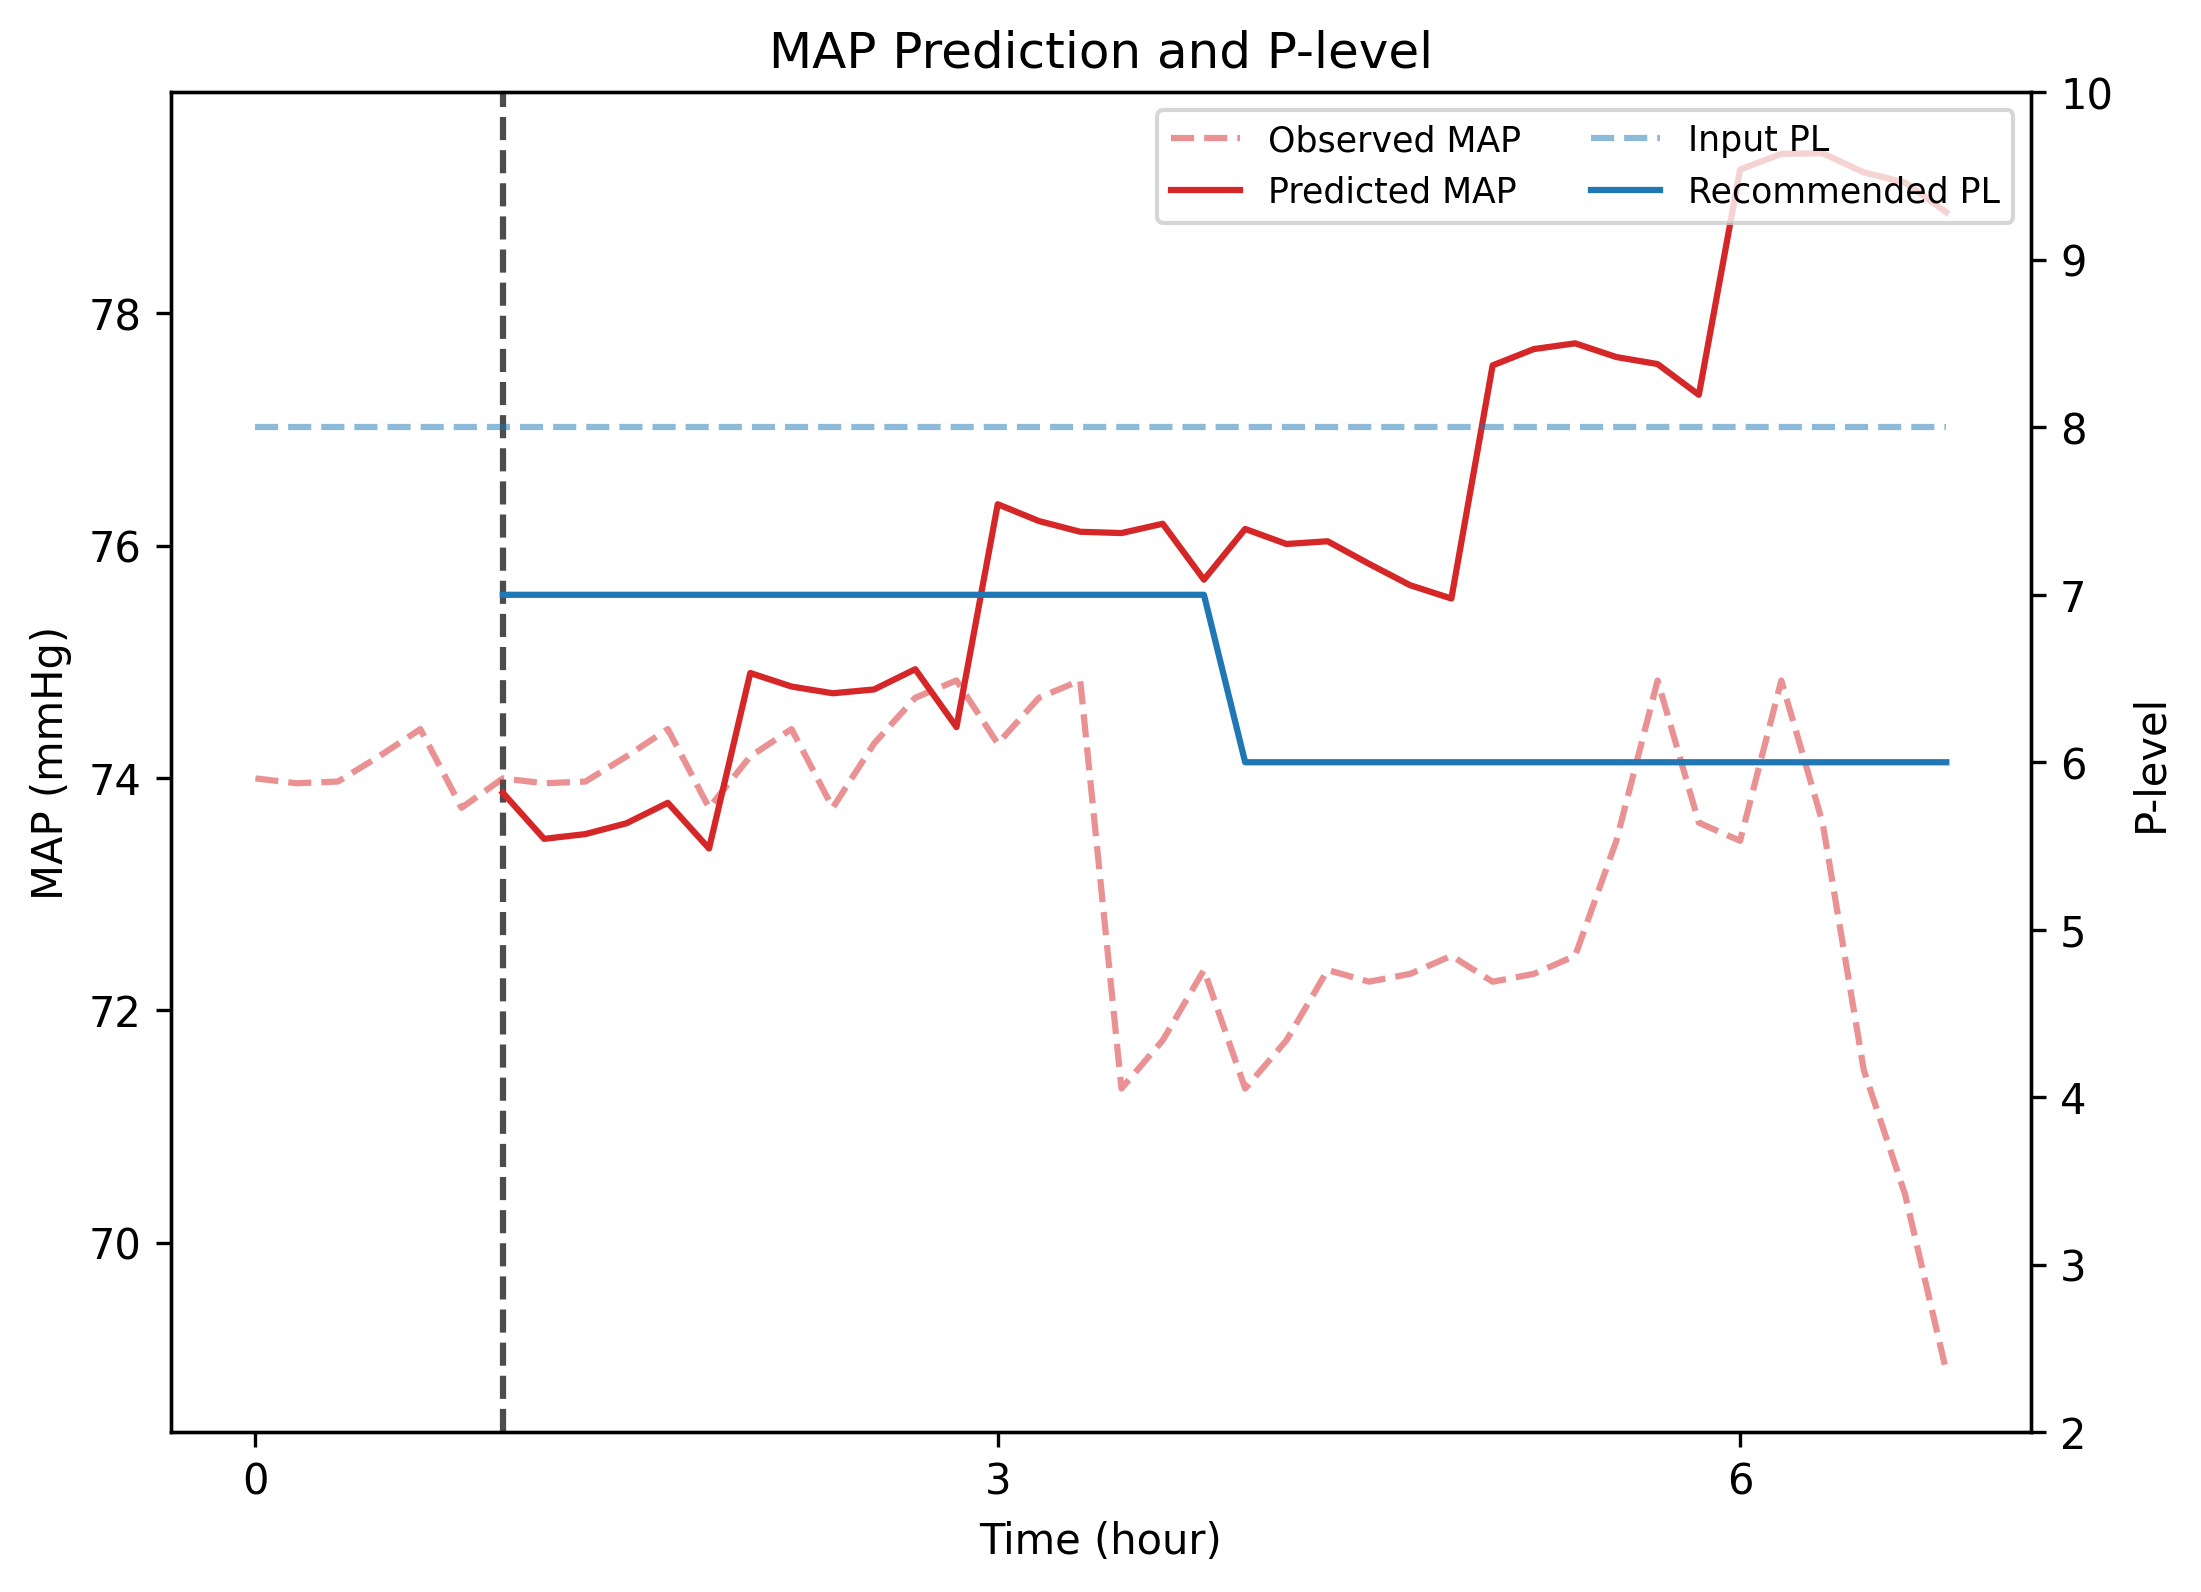 MAP Prediction and P-level
Observed MAP
Predicted MAP
Input PL
Recommended PL
MAP (mmHg)
78
76
74
72
70
10
9
8
7
6
5
4
3
2
P-level
0
3
6
Time (hour)